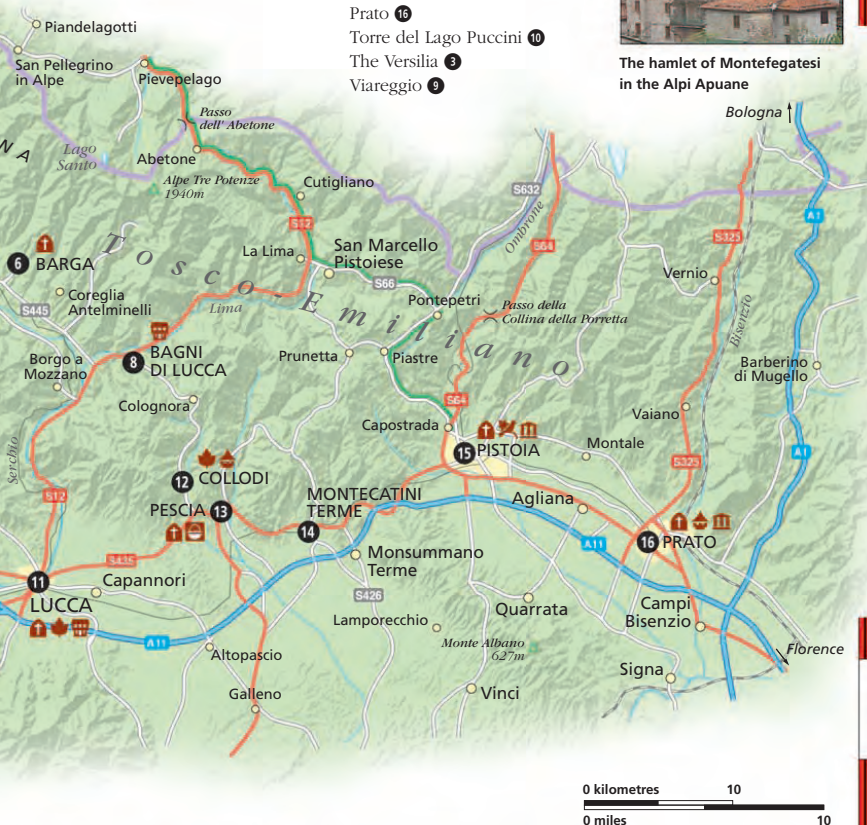 Prato 16
Torre del Lago Puccini 10
The Versilia 3
Viareggio 9
The hamlet of Montefegatesi
in the Alpi Apuane
Piandelagotti
San Pellegrino
in Alpe
Pievepelago
Bologna
Passo
dell' Abetone
N A
Lago
Santo
Abetone
Alpe Tre Potenze
1940m
Cutigliano
S632
Ombrone
A1
S12
S64
S325
6 BARGA
La Lima
San Marcello
Pistoiese
Vernio
Tosco-Emiliano
S66
Coreglia
Antelminelli
S445
Lima
Pontepetri
Passo della
Collina della Porretta
Bisenzio
Borgo a
Mozzano
8 BAGNI
DI LUCCA
Prunetta
Piastre
Barberino
di Mugello
Colognora
S64
Vaiano
Capostrada
Serchio
15 PISTOIA
Montale
A1
S325
12 COLLODI
S12
PESCIA 13
MONTECATINI
TERME
14
Agliana
A11
16 PRATO
S435
Monsummano
Terme
11
LUCCA
Capannori
S426
Quarrata
Campi
Bisenzio
Lamporecchio
A11
Altopascio
Monte Albano
627m
Florence
Signa
Galleno
Vinci
0 kilometres 10
0 miles 10